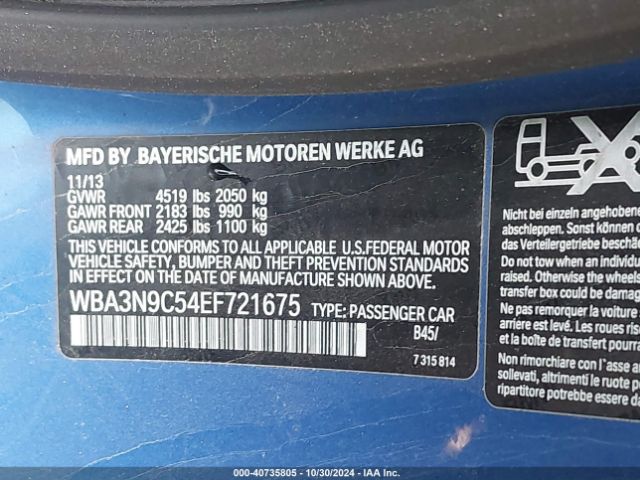 MFD BY BAYERISCHE MOTOREN WERKE AG
11/13
GVWR 4519 lbs 2050 kg
GAWR FRONT 2183 lbs 990 kg
GAWR REAR 2425 lbs 1100 kg
THIS VEHICLE CONFORMS TO ALL APPLICABLE U.S.FEDERAL MOTOR
VEHICLE SAFETY, BUMPER AND THEFT PREVENTION STANDARDS
IN EFFECT ON THE DATE OF MANUFACTURE SHOWN ABOVE.
WBA3N9C54EF721675 TYPE: PASSENGER CAR
B45/
7 315 814
Nicht bei einzeln angehobene
abschleppen. Sonst können
das Verteilergetriebe beschä
Do not tow when an individu
raised. Otherwise the wheels
transfer box may be damage
Ne pas remorquer
arrière est levé. Les roues ris
et la boîte de transfert pourra
Non rimorchiare con l'asse a
sollevati, altrimenti le ruote p
ripartitore potrebbero essere
000-40735805 - 10/30/2024 - IAA Inc.